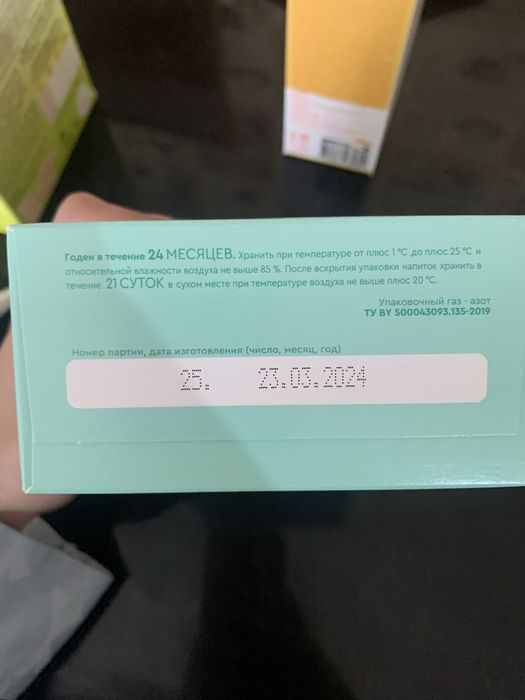 Годен в течение 24 МЕСЯЦЕВ. Хранить при температуре от плюс 1 °С ,до плюс 25 °С и
относительной влажности воздуха не выше 85 %. После вскрытия упаковки напиток хранить в
течение 21 СУТОК в сухом месте при температуре воздуха не выше плюс 20 °С.
Упаковочный газ - азот
ТУ BY 500043093.135-2019
Номер партии, дата изготовления (число, месяц, год)
25. 23.03.2024